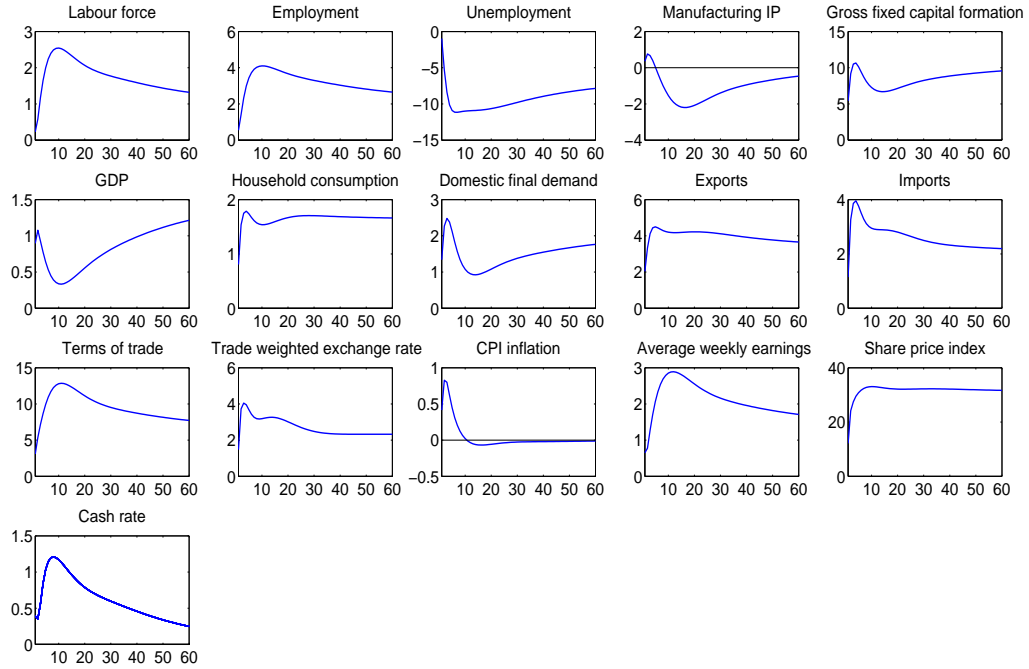 Labour force
Employment
Unemployment
Manufacturing IP
Gross fixed capital formation
3
2
1
0
10 20 30 40 50 60
6
4
2
0
10 20 30 40 50 60
0
−5
−10
−15
10 20 30 40 50 60
2
0
−2
−4
10 20 30 40 50 60
15
10
5
0
10 20 30 40 50 60
GDP
Household consumption
Domestic final demand
Exports
Imports
1.5
1
0.5
0
10 20 30 40 50 60
2
1
0
10 20 30 40 50 60
3
2
1
0
10 20 30 40 50 60
6
4
2
0
10 20 30 40 50 60
4
2
0
10 20 30 40 50 60
Terms of trade
Trade weighted exchange rate
CPI inflation
Average weekly earnings
Share price index
15
10
5
0
10 20 30 40 50 60
6
4
2
0
10 20 30 40 50 60
1
0.5
0
−0.5
10 20 30 40 50 60
3
2
1
0
10 20 30 40 50 60
40
20
0
10 20 30 40 50 60
Cash rate
1.5
1
0.5
0
10 20 30 40 50 60